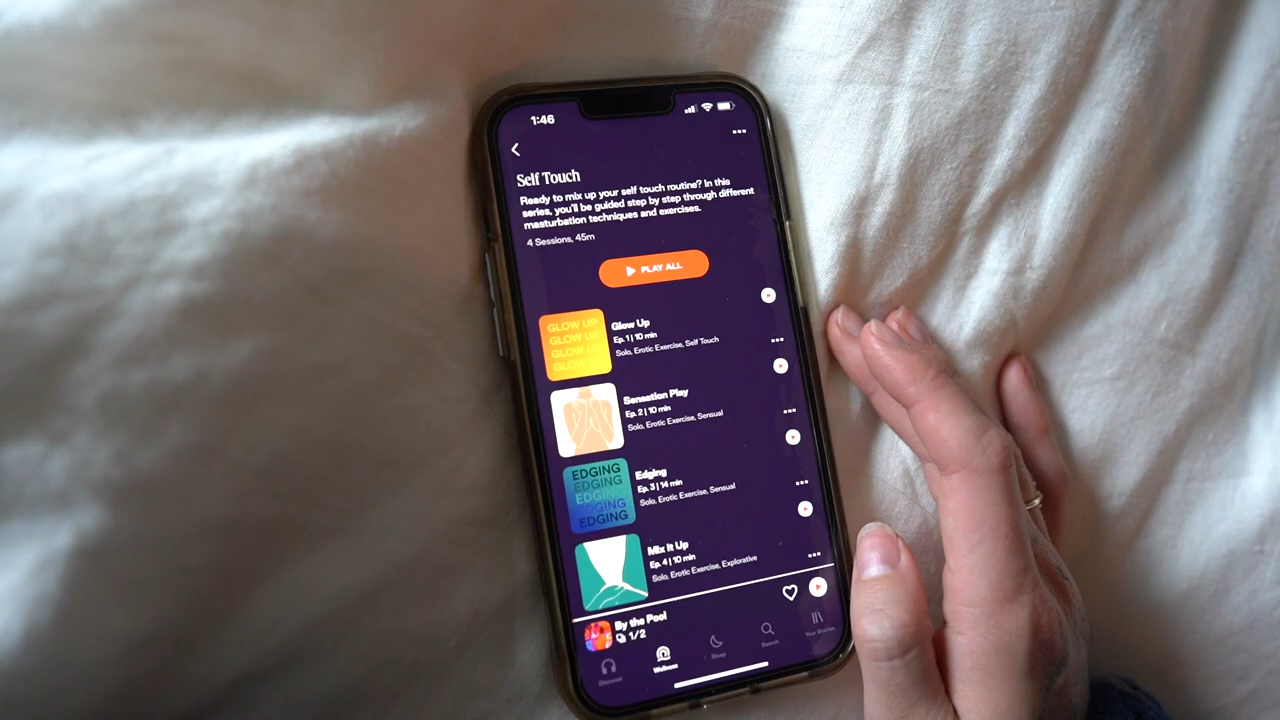 1:46
Self Touch
Ready to mix up your self touch routine? In this
series, you'll be guided step by step through different
masturbation techniques and exercises.
4 Sessions, 45m
PLAY ALL
GLOW UP
GLOW UP
GLOW UP
GLOW UP
Glow Up
Ep. 1 | 10 min
Solo, Erotic Exercise, Self Touch
Sensation Play
Ep. 2 | 10 min
Solo, Erotic Exercise, Sensual
EDGING
EDGING
EDGING
EDGING
EDGING
Edging
Ep. 3 | 14 min
Solo, Erotic Exercise, Sensual
Mix It Up
Ep. 4 | 10 min
Solo, Erotic Exercise, Explorative
By the Pool
1/2
Discover
Wellness
Sleep
Search
Your Stories